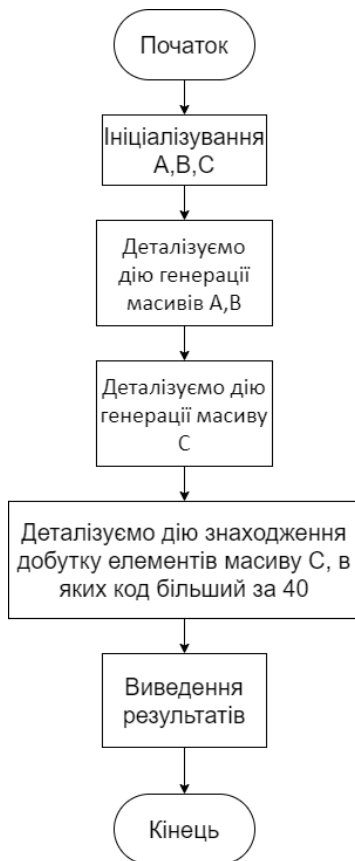 Початок
Ініціалізування
A,B,C
Деталізуємо
дію генерації
масивів A,B
Деталізуємо дію
генерації масиву
C
Деталізуємо дію знаходження
добутку елементів масиву C, в
яких код більший за 40
Виведення
результатів
Кінець